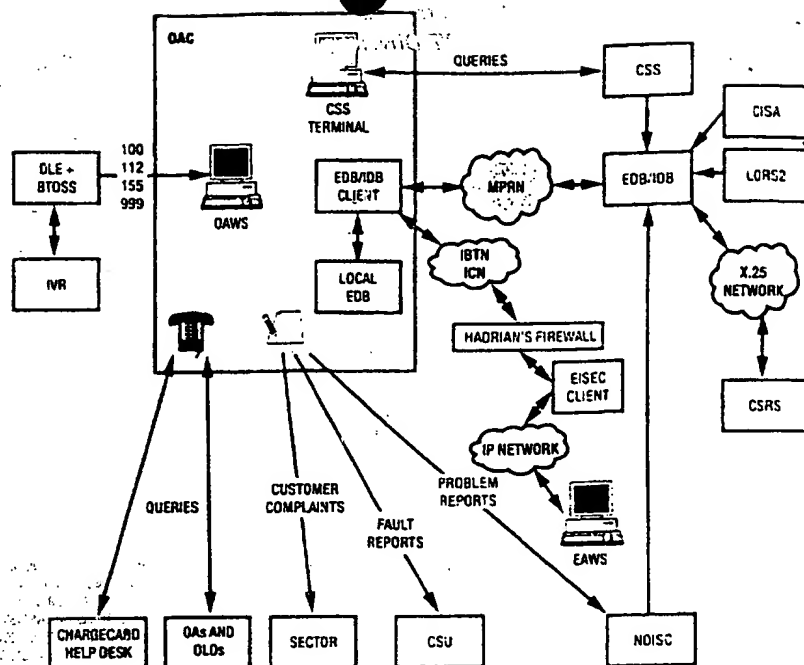 OAC
CSS
TERMINAL
QUERIES
CSS
CISA
LORS2
EDB/IDB
DLE +
BTOSS
100
112
155
999
OAWS
EDB/IDB
CLIENT
MPRN
IVR
LOCAL
EDB
IBTN
ICN
X.25
NETWORK
HADRIAN'S FIREWALL
EISEC
CLIENT
CSRS
IP NETWORK
EAWS
QUERIES
CUSTOMER
COMPLAINTS
FAULT
REPORTS
PROBLEM
REPORTS
CHARGECARD
HELP DESK
OAs AND
OLOs
SECTOR
CSU
NOISC